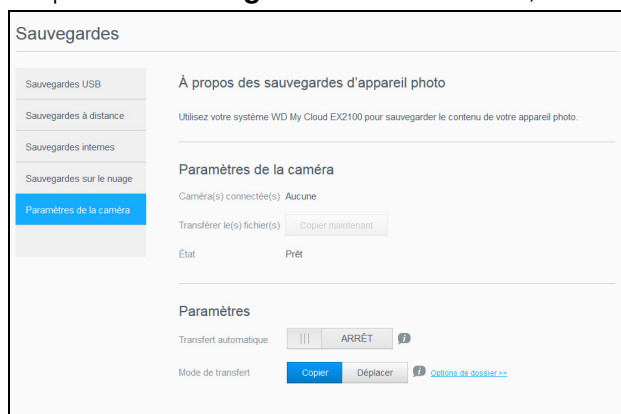 Sauvegardes
Sauvegardes USB
Sauvegardes à distance
Sauvegardes internes
Sauvegardes sur le nuage
Paramètres de la caméra
À propos des sauvegardes d'appareil photo
Utilisez votre système WD My Cloud EX2100 pour sauvegarder le contenu de votre appareil photo.
Paramètres de la caméra
Caméra(s) connectée(s) Aucune
Transférer le(s) fichier(s) Copier maintenant
État Prêt
Paramètres
Transfert automatique ARRÊT i
Mode de transfert Copier Déplacer i Options de dossier >>